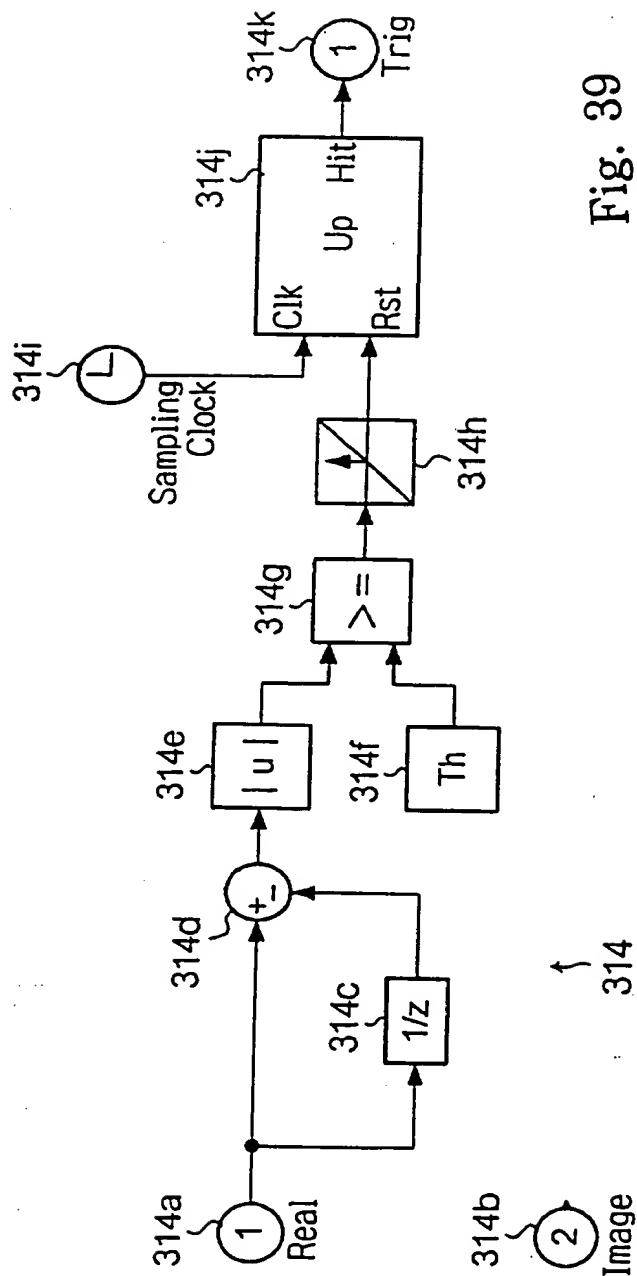 314a
1
Real
314b
2
Image
314c
1/z
314d
+
−
314e
|u|
314f
Th
314g
>=
314h
314i
Sampling
Clock
314j
Clk
Rst
Up
Hit
314k
1
Trig
314
Fig. 39